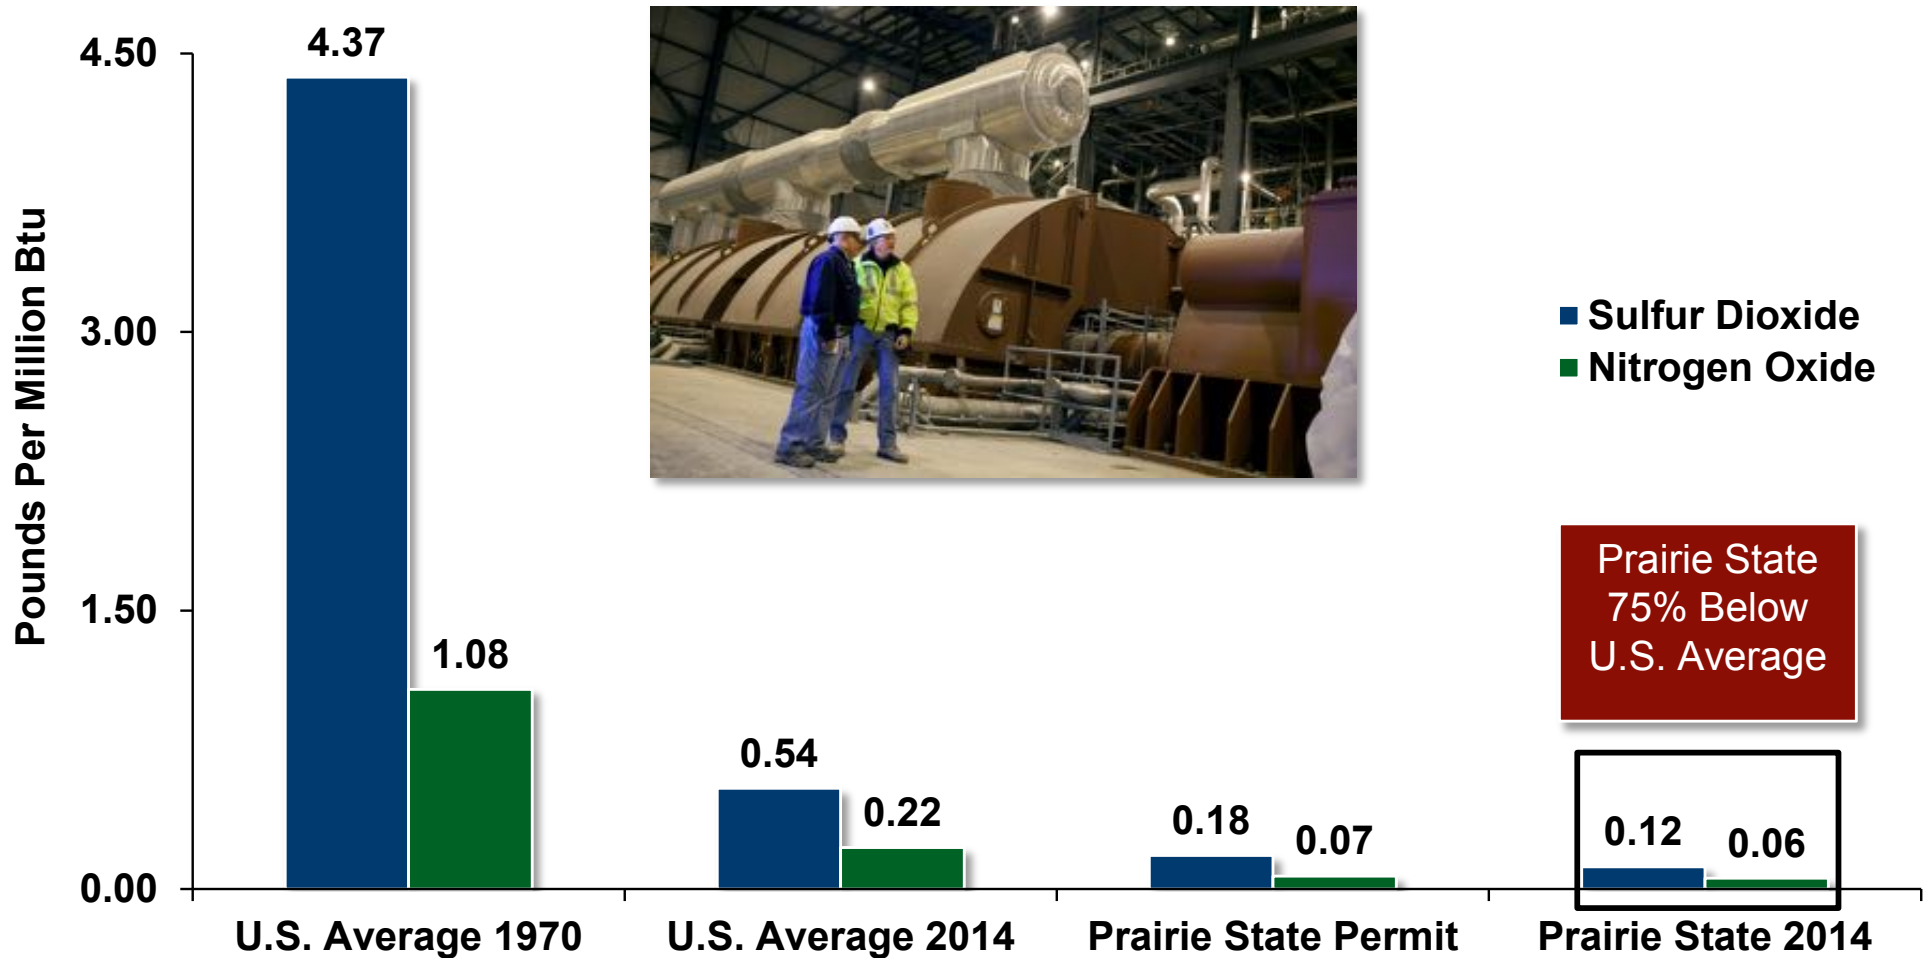 Pounds Per Million Btu
4.50
3.00
1.50
0.00
4.37
1.08
0.54
0.22
0.18
0.07
0.12
0.06
U.S. Average 1970
U.S. Average 2014
Prairie State Permit
Prairie State 2014
Sulfur Dioxide
Nitrogen Oxide
Prairie State
75% Below
U.S. Average